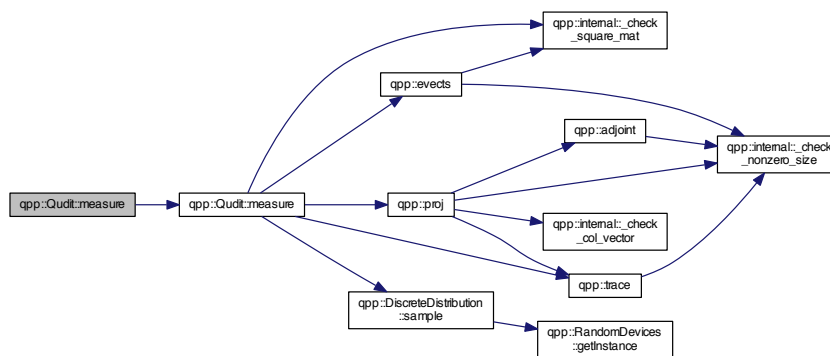 qpp::internal::_check
_square_mat
qpp::evects
qpp::adjoint
qpp::internal::_check
_nonzero_size
qpp::Qudit::measure
qpp::Qudit::measure
qpp::proj
qpp::internal::_check
_col_vector
qpp::trace
qpp::DiscreteDistribution
::sample
qpp::RandomDevices
::getInstance